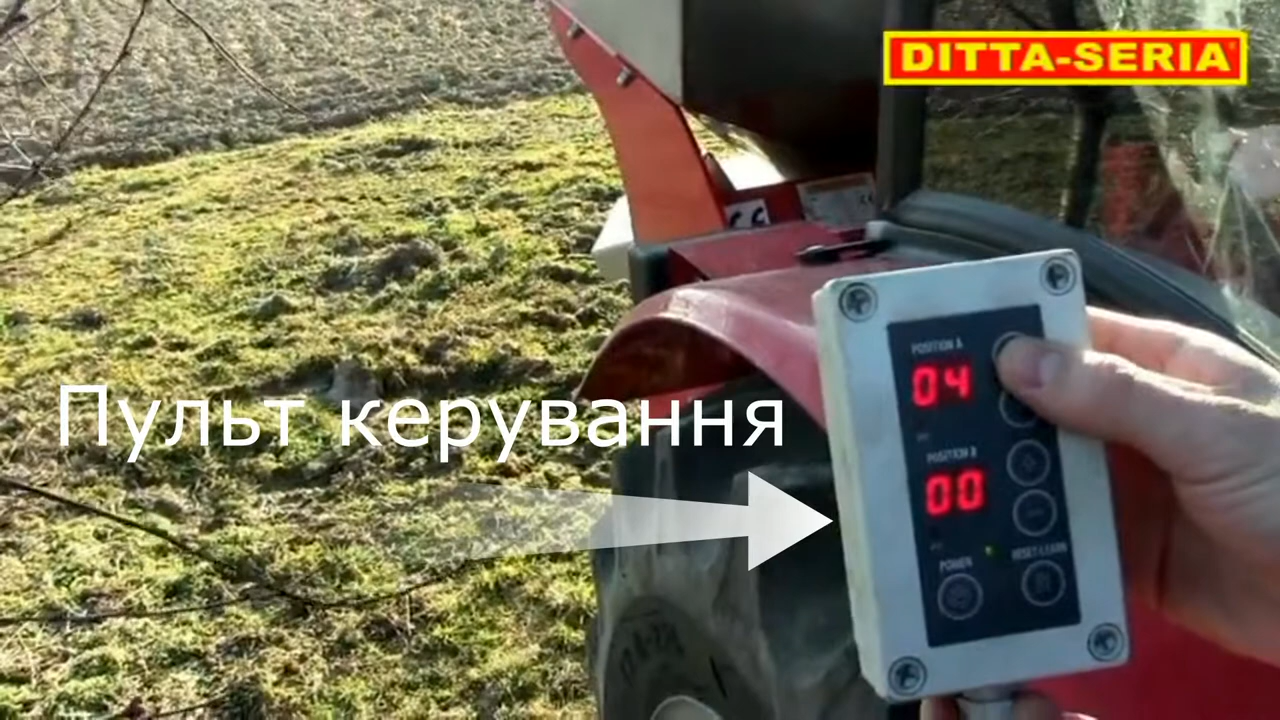 DITTA-SERIA
Пульт керування
POSITION A
04
POSITION B
00
POWER
RESET/LEARN